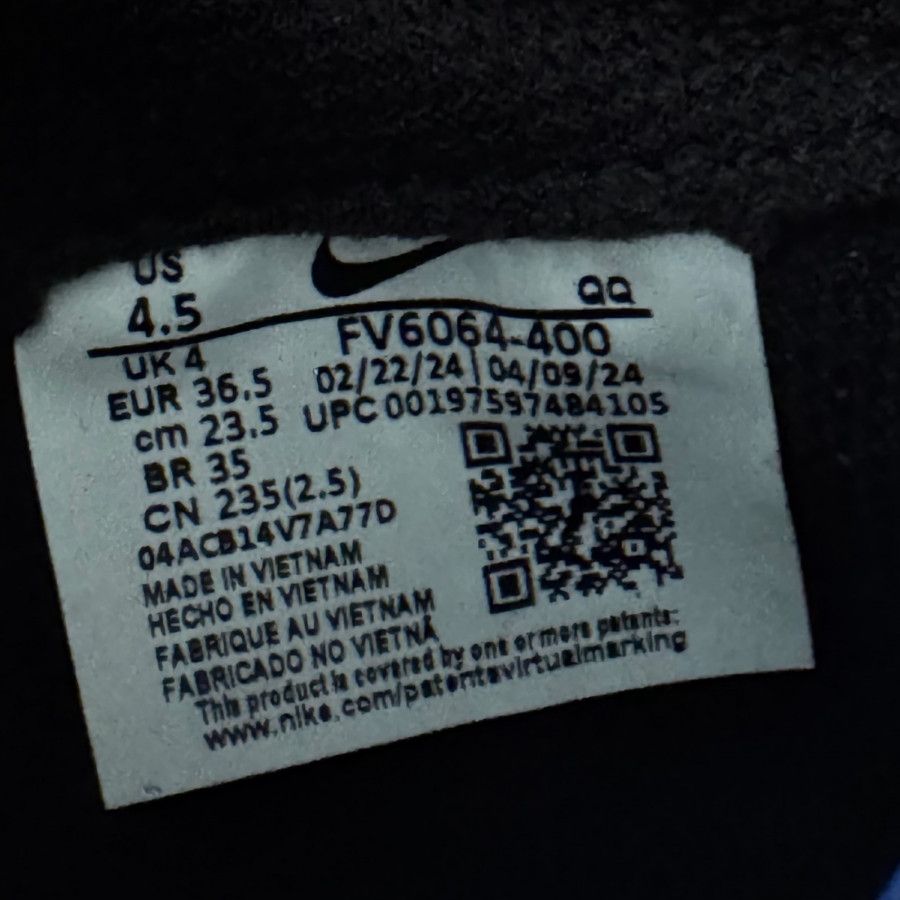 US
4.5
QQ
UK 4
EUR 36.5
cm 23.5
BR 35
CN 235(2.5)
FV6064-400
02/22/24 | 04/09/24
UPC 00197597484105
04ACB14V7A77D
MADE IN VIETNAM
HECHO EN VIETNAM
FABRIQUE AU VIETNAM
FABRICADO NO VIETNÃ
This product is covered by one or more patents:
www.nike.com/patentsvirtualmarking